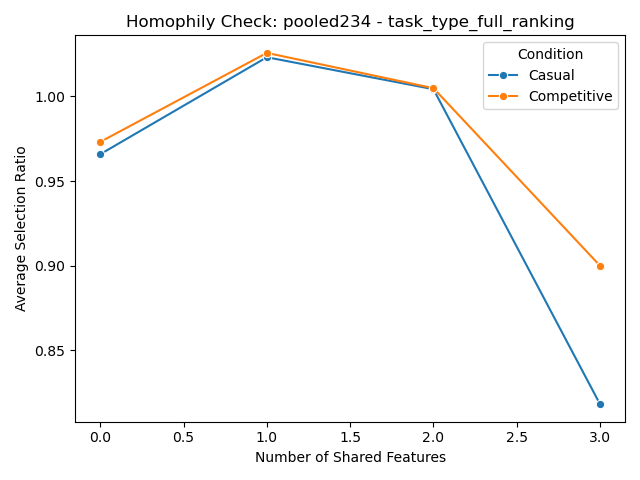 Homophily Check: pooled234 - task_type_full_ranking
Condition
Casual
Competitive
Average Selection Ratio
1.00
0.95
0.90
0.85
0.0 0.5 1.0 1.5 2.0 2.5 3.0
Number of Shared Features